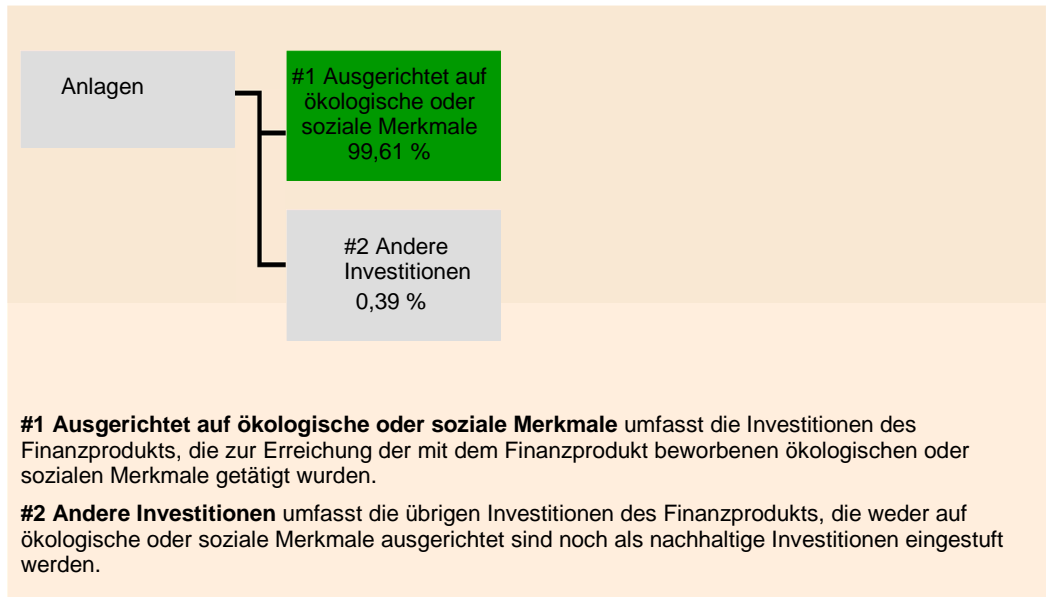 Anlagen
#1 Ausgerichtet auf
ökologische oder
soziale Merkmale
99,61 %
#2 Andere
Investitionen
0,39 %
#1 Ausgerichtet auf ökologische oder soziale Merkmale umfasst die Investitionen des
Finanzprodukts, die zur Erreichung der mit dem Finanzprodukt beworbenen ökologischen oder
sozialen Merkmale getätigt wurden.
#2 Andere Investitionen umfasst die übrigen Investitionen des Finanzprodukts, die weder auf
ökologische oder soziale Merkmale ausgerichtet sind noch als nachhaltige Investitionen eingestuft
werden.